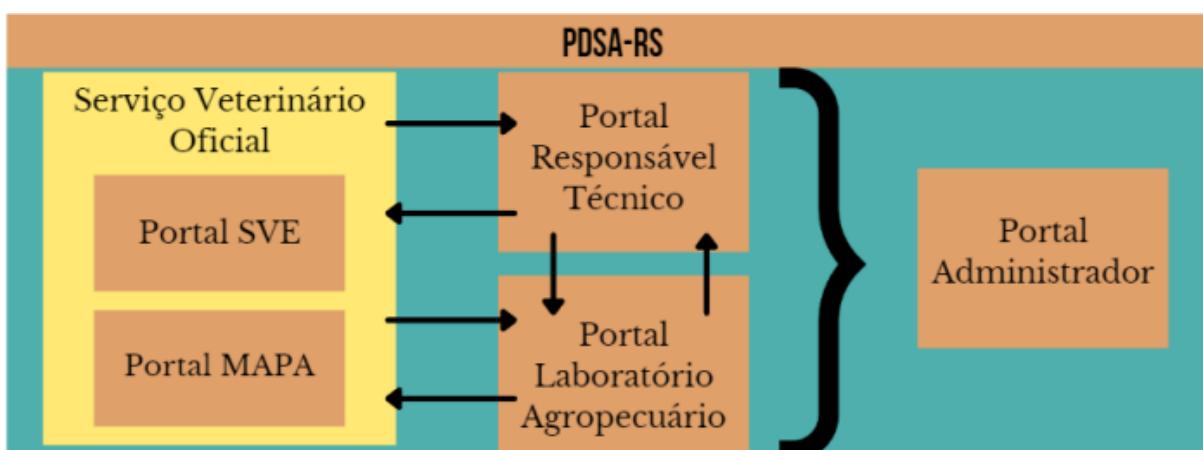 PDSA-RS
Serviço Veterinário
Oficial
Portal SVE
Portal MAPA
Portal
Responsável
Técnico
Portal
Laboratório
Agropecuário
Portal
Administrador